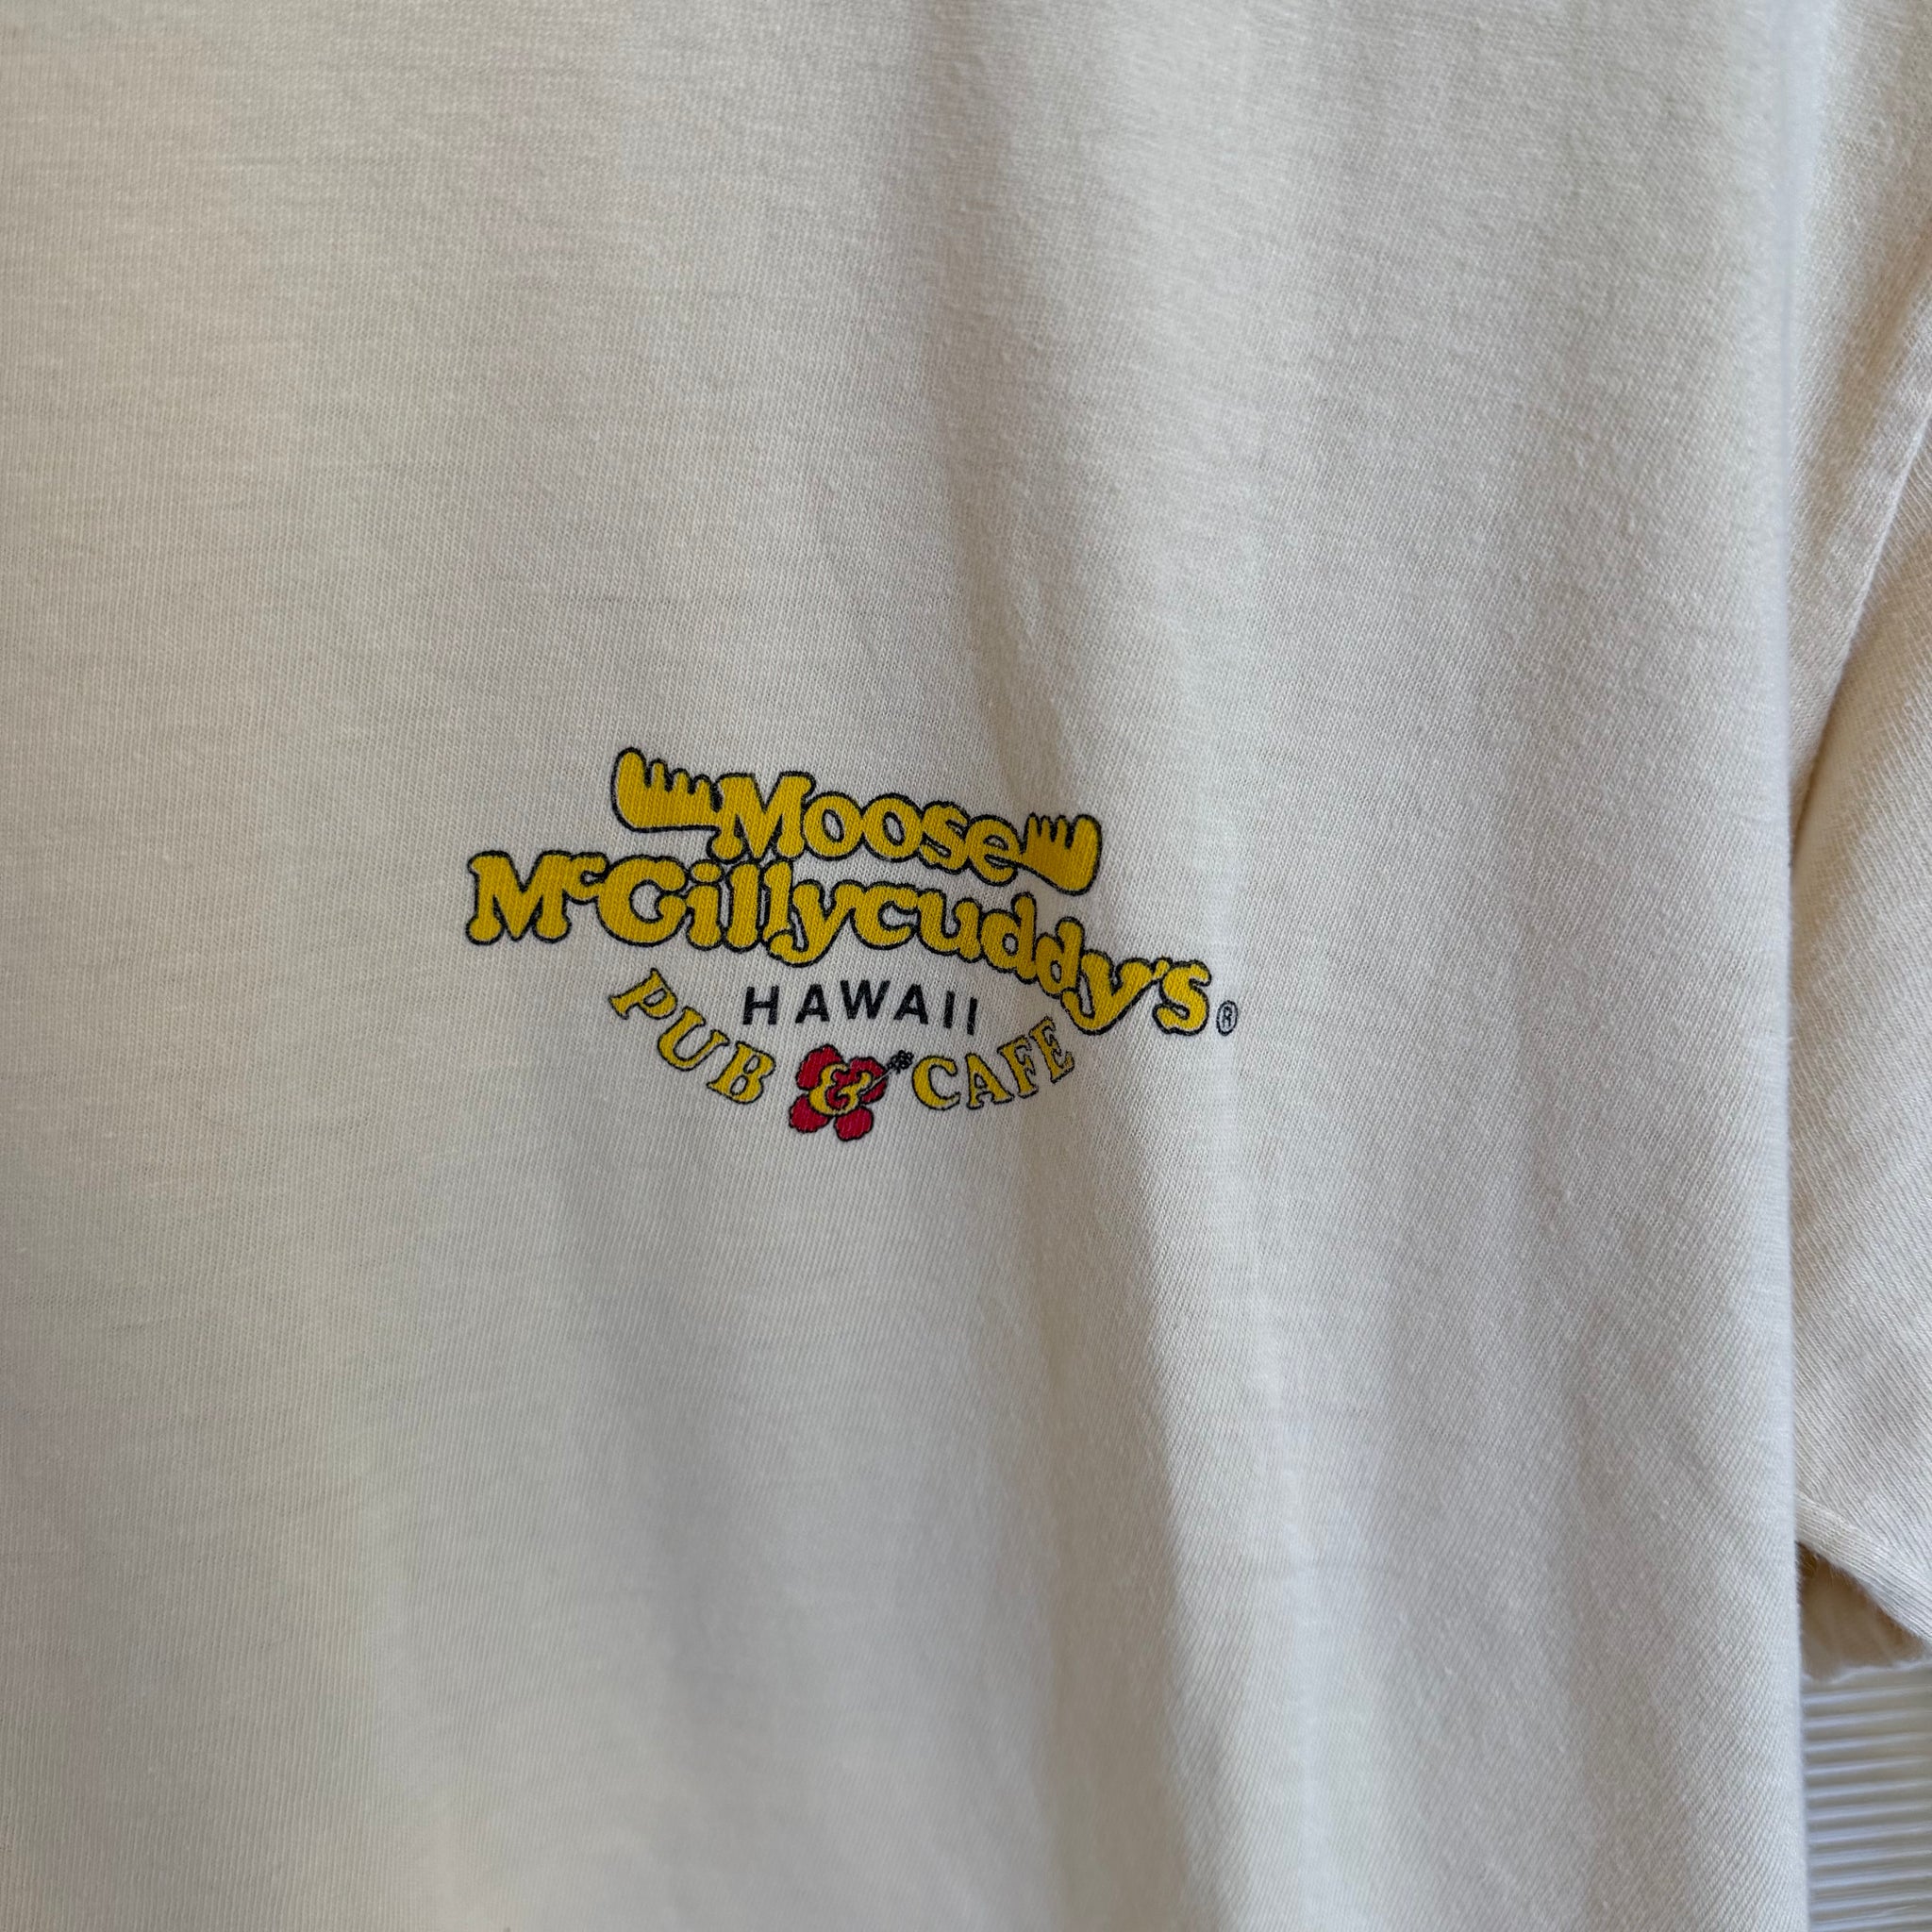 Moose
McGillycuddy's®
HAWAII
PUB & CAFE